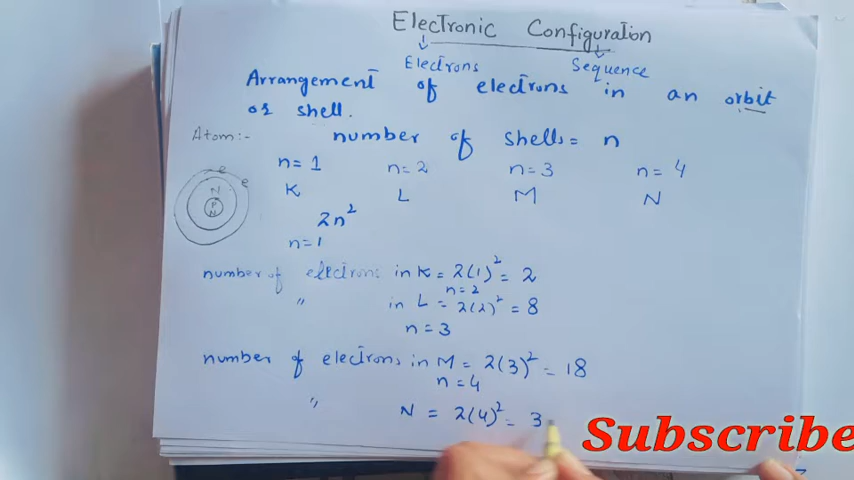 Electronic Configuration
Electrons Sequence
Arrangement of electrons in an orbit
or shell.
Atom:- number of shells = n
n=1 n=2 n=3 n=4
K L M N
e
e
N
P
N
2n²
n=1
number of electrons in K = 2(1)² = 2
n=2
" in L = 2(2)² = 8
n=3
number of electrons in M = 2(3)² = 18
n=4
" N = 2(4)² = 3
Subscribe